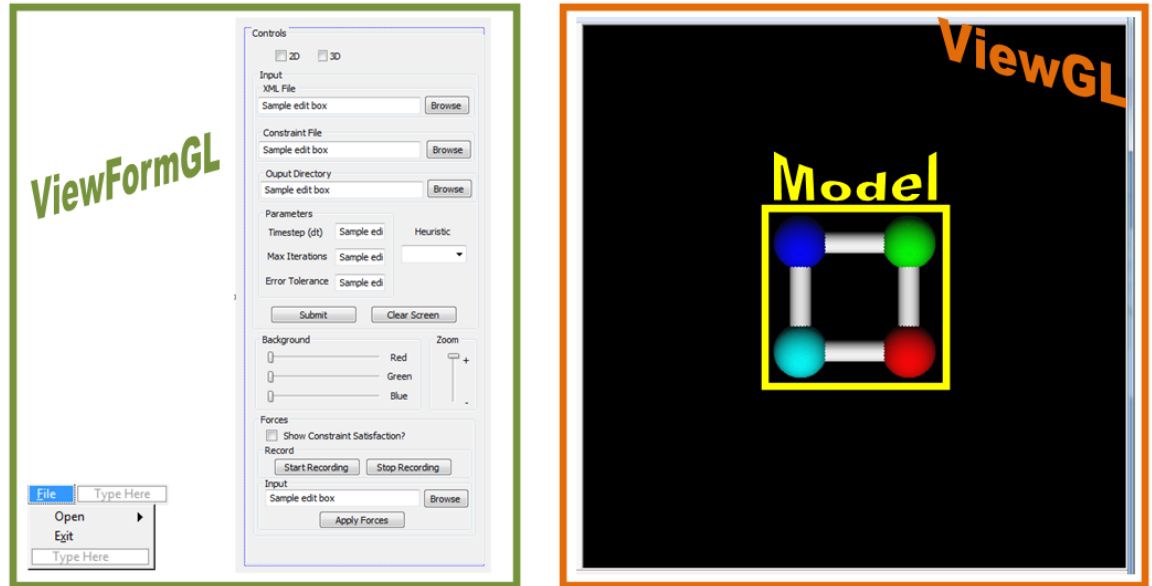 ViewFormGL
Controls
2D 3D
Input
XML File
Sample edit box Browse
Constraint File
Sample edit box Browse
Ouput Directory
Sample edit box Browse
Parameters
Timestep (dt) Sample edi Heuristic
Max Iterations Sample edi
Error Tolerance Sample edi
Submit Clear Screen
Background Zoom
Red +
Green
Blue -
Forces
Show Constraint Satisfaction?
Record
Start Recording Stop Recording
Input
Sample edit box Browse
Apply Forces
File Type Here
Open
Exit
Type Here
ViewGL
Model